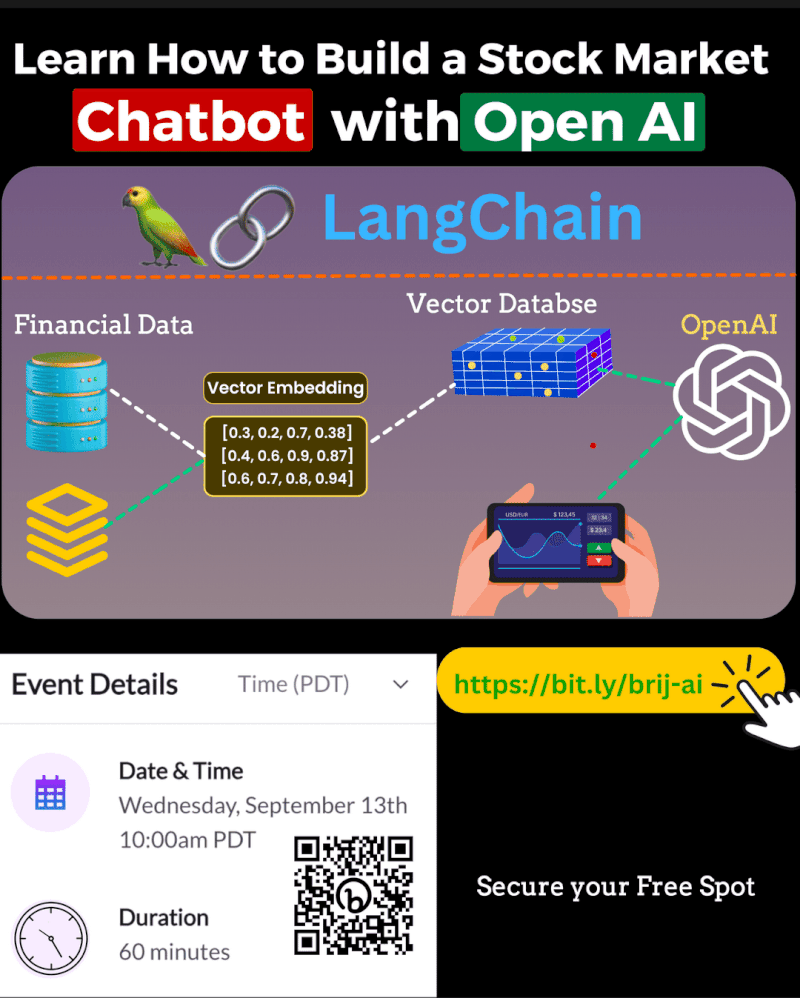 Learn How to Build a Stock Market
Chatbot with Open AI
LangChain
Financial Data
Vector Databse
OpenAI
Vector Embedding
[0.3, 0.2, 0.7, 0.38]
[0.4, 0.6, 0.9, 0.87]
[0.6, 0.7, 0.8, 0.94]
USD/EUR $ 123,45
$ 23.4
Event Details
Time (PDT)
https://bit.ly/brij-ai
Date & Time
Wednesday, September 13th
10:00am PDT
Duration
60 minutes
Secure your Free Spot